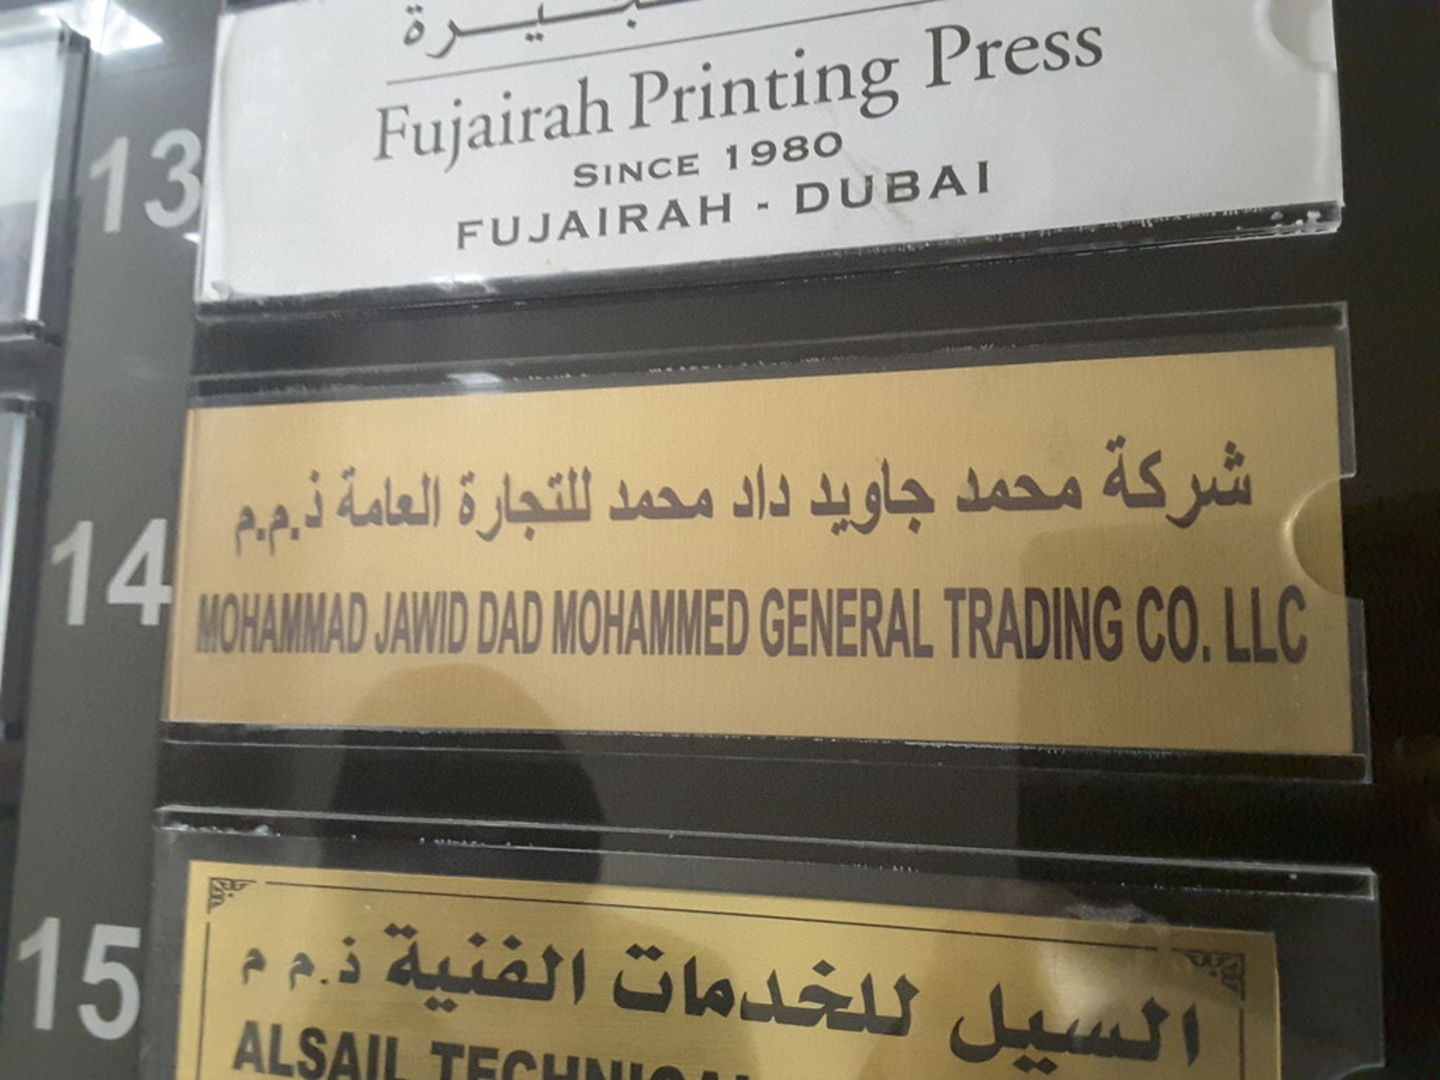 Fujairah Printing Press
SINCE 1980
FUJAIRAH - DUBAI
13
شركة محمد جاويد داد محمد للتجارة العامة ذ.م.م
14
MOHAMMAD JAWID DAD MOHAMMED GENERAL TRADING CO. LLC
السيل للخدمات الفنية ذ.م.م
15
ALSAIL TECHNICAL